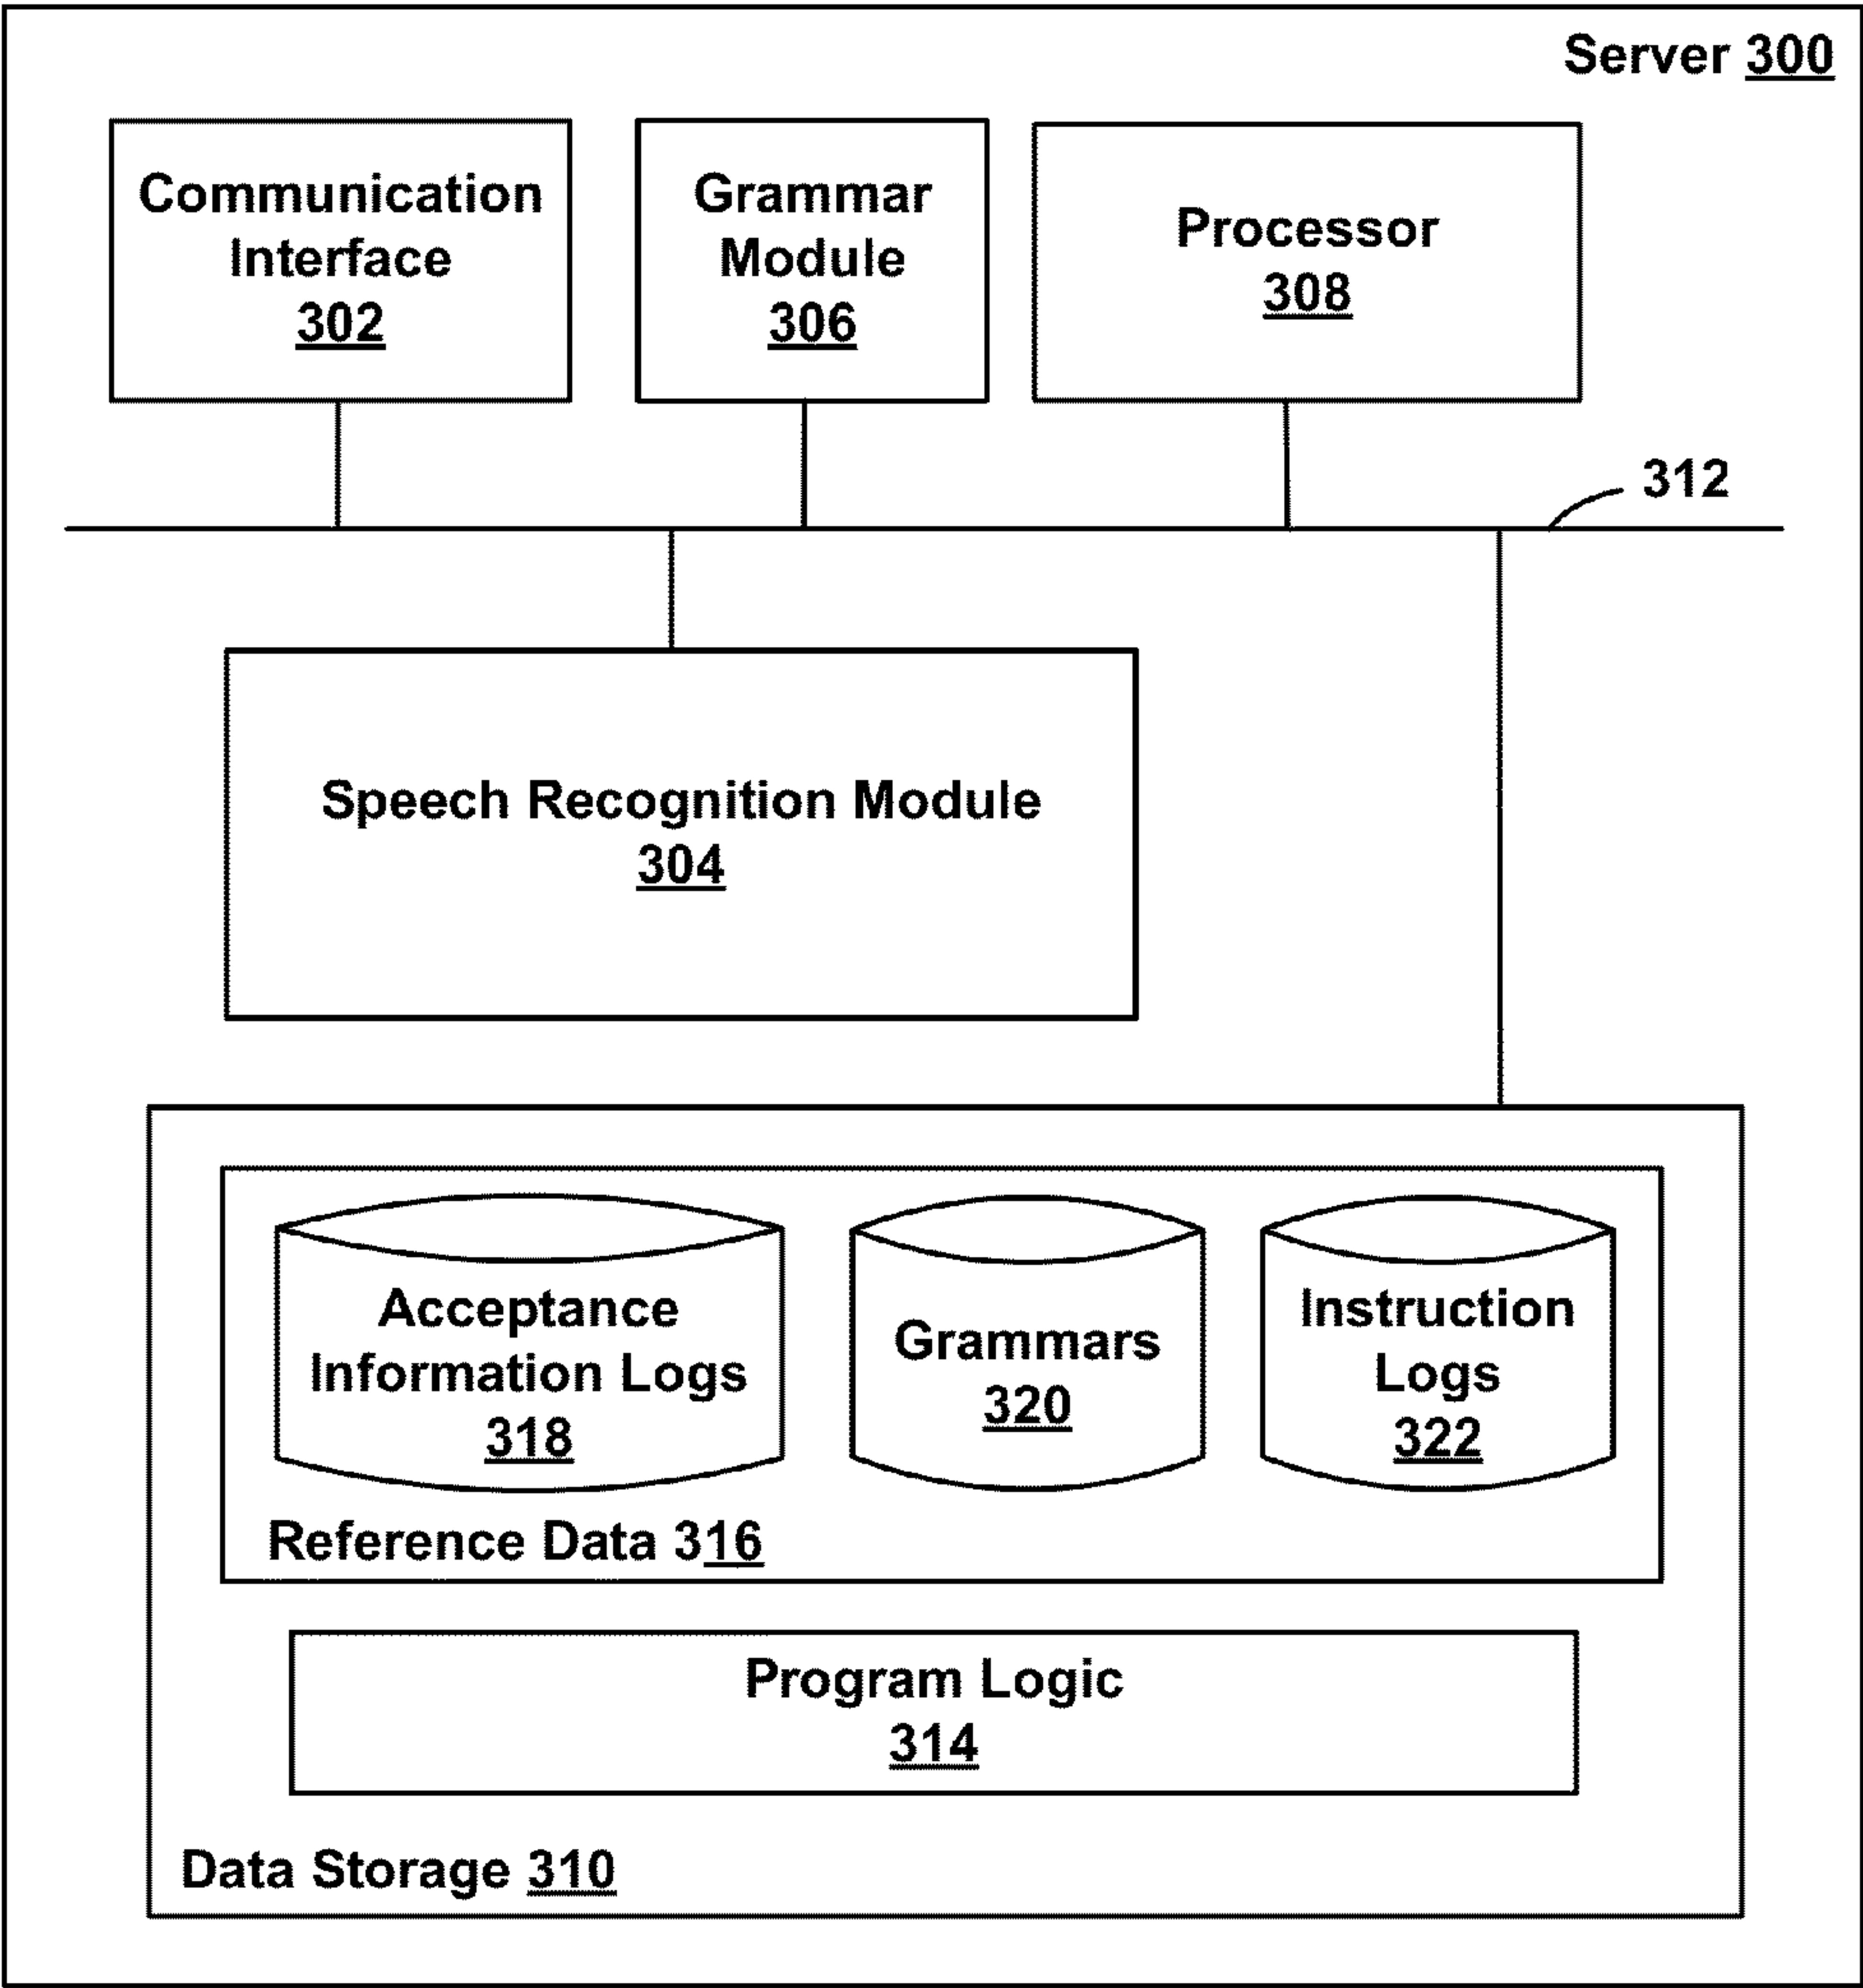 Server 300
Communication
Interface
302
Grammar
Module
306
Processor
308
312
Speech Recognition Module
304
Acceptance
Information Logs
318
Grammars
320
Instruction
Logs
322
Reference Data 316
Program Logic
314
Data Storage 310